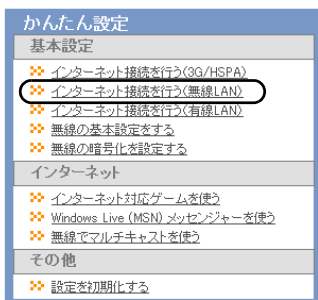 かんたん設定
基本設定
インターネット接続を行う(3G/HSPA)
インターネット接続を行う(無線LAN)
インターネット接続を行う(有線LAN)
無線の基本設定をする
無線の暗号化を設定する
インターネット
インターネット対応ゲームを使う
Windows Live (MSN) メッセンジャーを使う
無線でマルチキャストを使う
その他
設定を初期化する